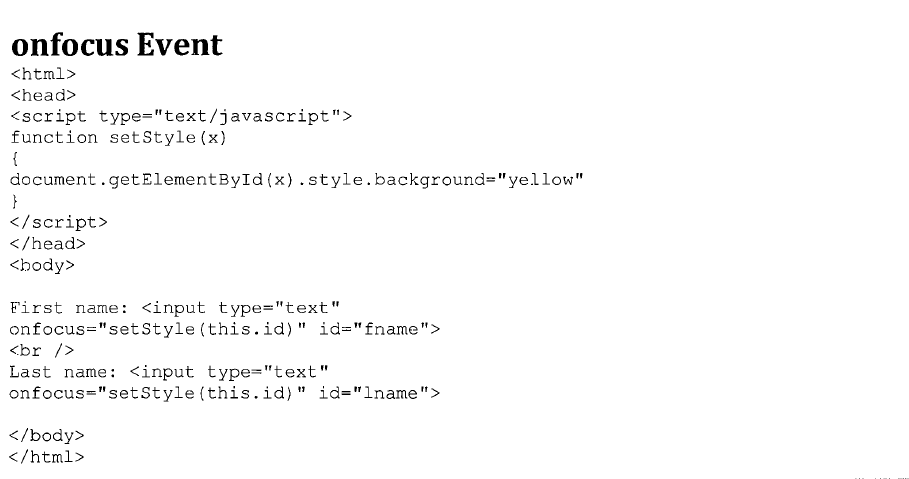 onfocus Event
<html>
<head>
<script type="text/javascript">
function setStyle(x)
{
document.getElementById(x).style.background="yellow"
}
</script>
</head>
<body>
First name: <input type="text"
onfocus="setStyle(this.id)" id="fname">
<br />
Last name: <input type="text"
onfocus="setStyle(this.id)" id="lname">
</body>
</html>